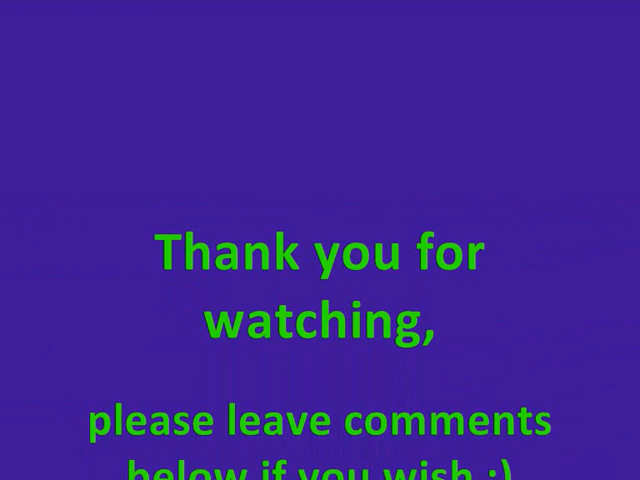 Thank you for
watching,
please leave comments
below if you wish :)